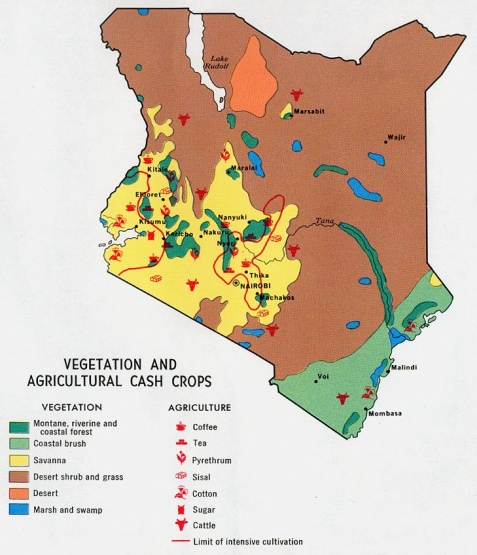 Lake
Rudolf
Marsabit
Wajir
Kitale
Maralal
Eldoret
Kisumu
Nanyuki
Tana
Kericho
Nakuru
Nyeri
Thika
NAIROBI
Machakos
Voi
Malindi
Mombasa
VEGETATION AND
AGRICULTURAL CASH CROPS
VEGETATION
Montane, riverine and
coastal forest
Coastal brush
Savanna
Desert shrub and grass
Desert
Marsh and swamp
AGRICULTURE
Coffee
Tea
Pyrethrum
Sisal
Cotton
Sugar
Cattle
Limit of intensive cultivation